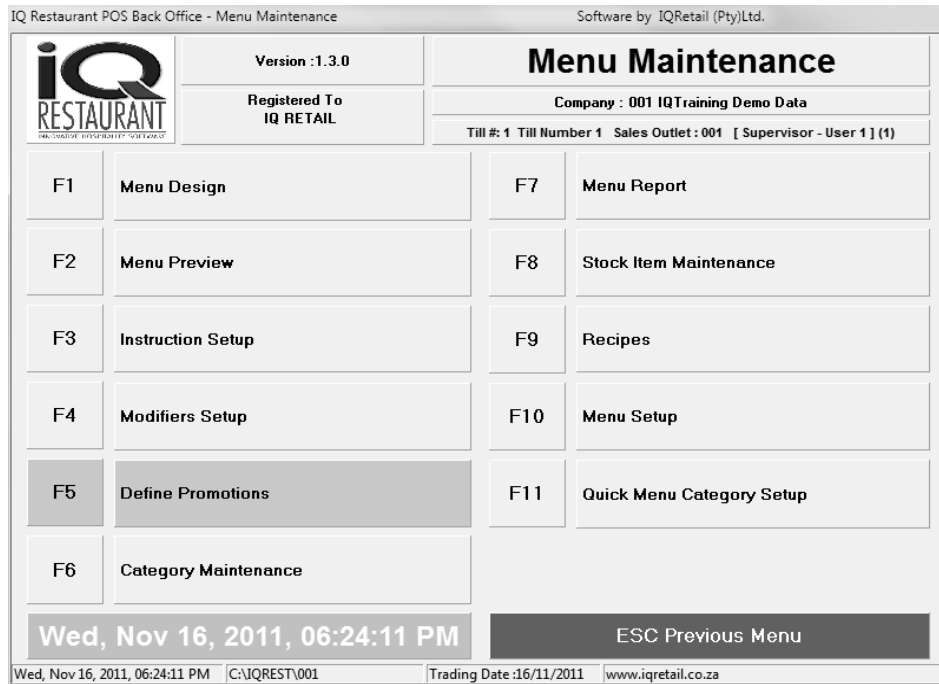 IQ Restaurant POS Back Office - Menu Maintenance Software by IQRetail (Pty)Ltd.
iQ
RESTAURANT
INNOVATIVE HOSPITALITY SOFTWARE
Version :1.3.0
Registered To
IQ RETAIL
Menu Maintenance
Company : 001 IQTraining Demo Data
Till #: 1 Till Number 1 Sales Outlet : 001 [ Supervisor - User 1 ] (1)
F1 Menu Design
F2 Menu Preview
F3 Instruction Setup
F4 Modifiers Setup
F5 Define Promotions
F6 Category Maintenance
F7 Menu Report
F8 Stock Item Maintenance
F9 Recipes
F10 Menu Setup
F11 Quick Menu Category Setup
Wed, Nov 16, 2011, 06:24:11 PM
ESC Previous Menu
Wed, Nov 16, 2011, 06:24:11 PM C:\IQREST\001 Trading Date :16/11/2011 www.iqretail.co.za